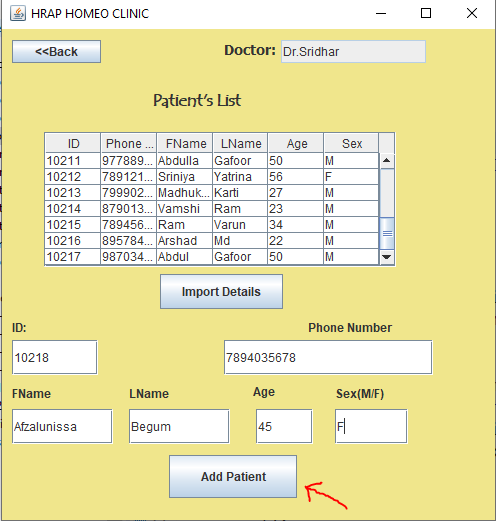 HRAP HOMEO CLINIC
<<Back Doctor: Dr.Sridhar
Patient's List
ID Phone ... FName LName Age Sex
10211 977889... Abdulla Gafoor 50 M
10212 789121... Sriniya Yatrina 56 F
10213 799902... Madhuk... Karti 27 M
10214 879013... Vamshi Ram 23 M
10215 789456... Ram Varun 34 M
10216 895784... Arshad Md 22 M
10217 987034... Abdul Gafoor 50 M
Import Details
ID: Phone Number
10218 7894035678
FName LName Age Sex(M/F)
Afzalunissa Begum 45 F
Add Patient